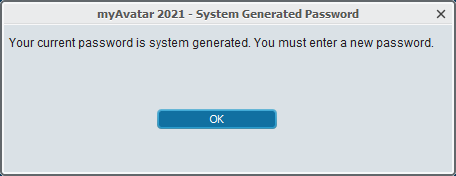 myAvatar 2021 - System Generated Password
Your current password is system generated. You must enter a new password.
OK